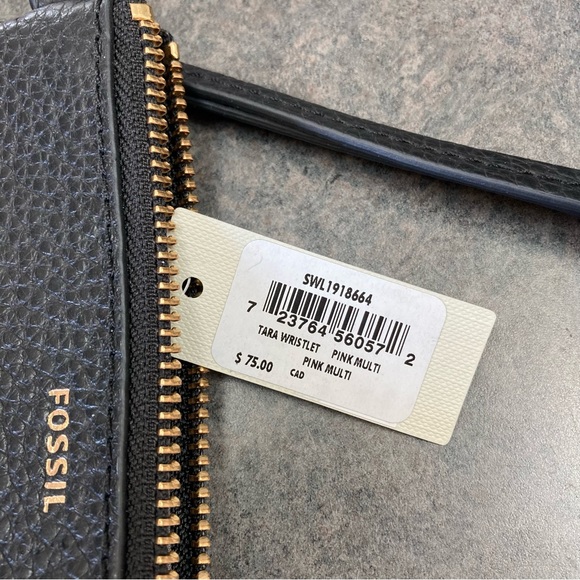 SWL1918664
7 23764 56057 2
TARA WRISTLET PINK MULTI
PINK MULTI
$ 75.00 CAD
FOSSIL